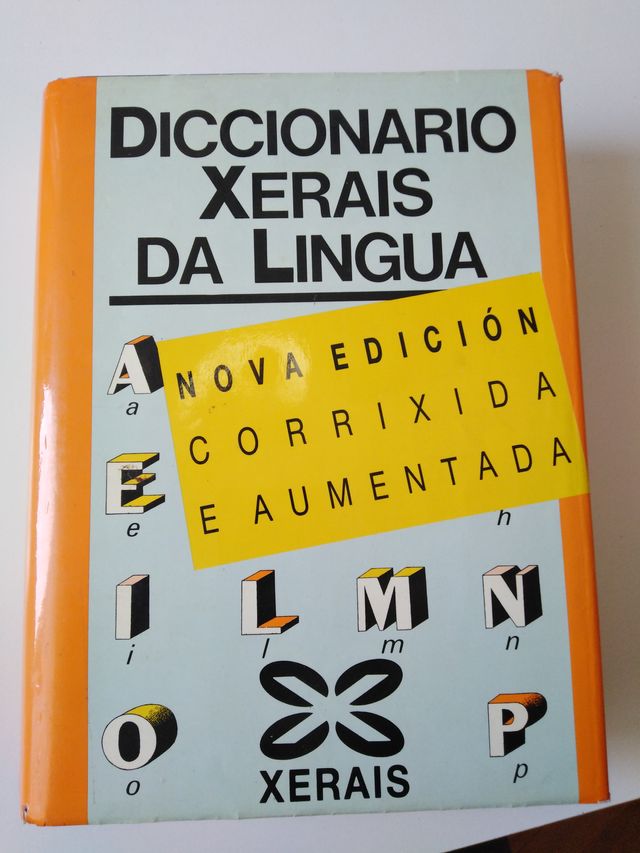 DICCIONARIO
XERAIS
DA LINGUA
NOVA EDICIÓN
CORRIXIDA
E AUMENTADA
A
a
E
e
h
I L M N
i l m n
O P
o p
XERAIS